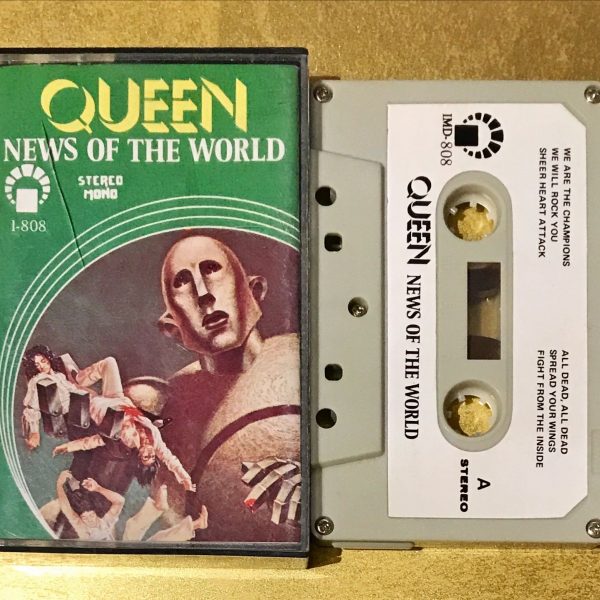 QUEEN
NEWS OF THE WORLD
STEREO
MONO
I-808
IMD-808
QUEEN NEWS OF THE WORLD
WE ARE THE CHAMPIONS
WE WILL ROCK YOU
SHEER HEART ATTACK
ALL DEAD, ALL DEAD
SPREAD YOUR WINGS
FIGHT FROM THE INSIDE
A
STEREO